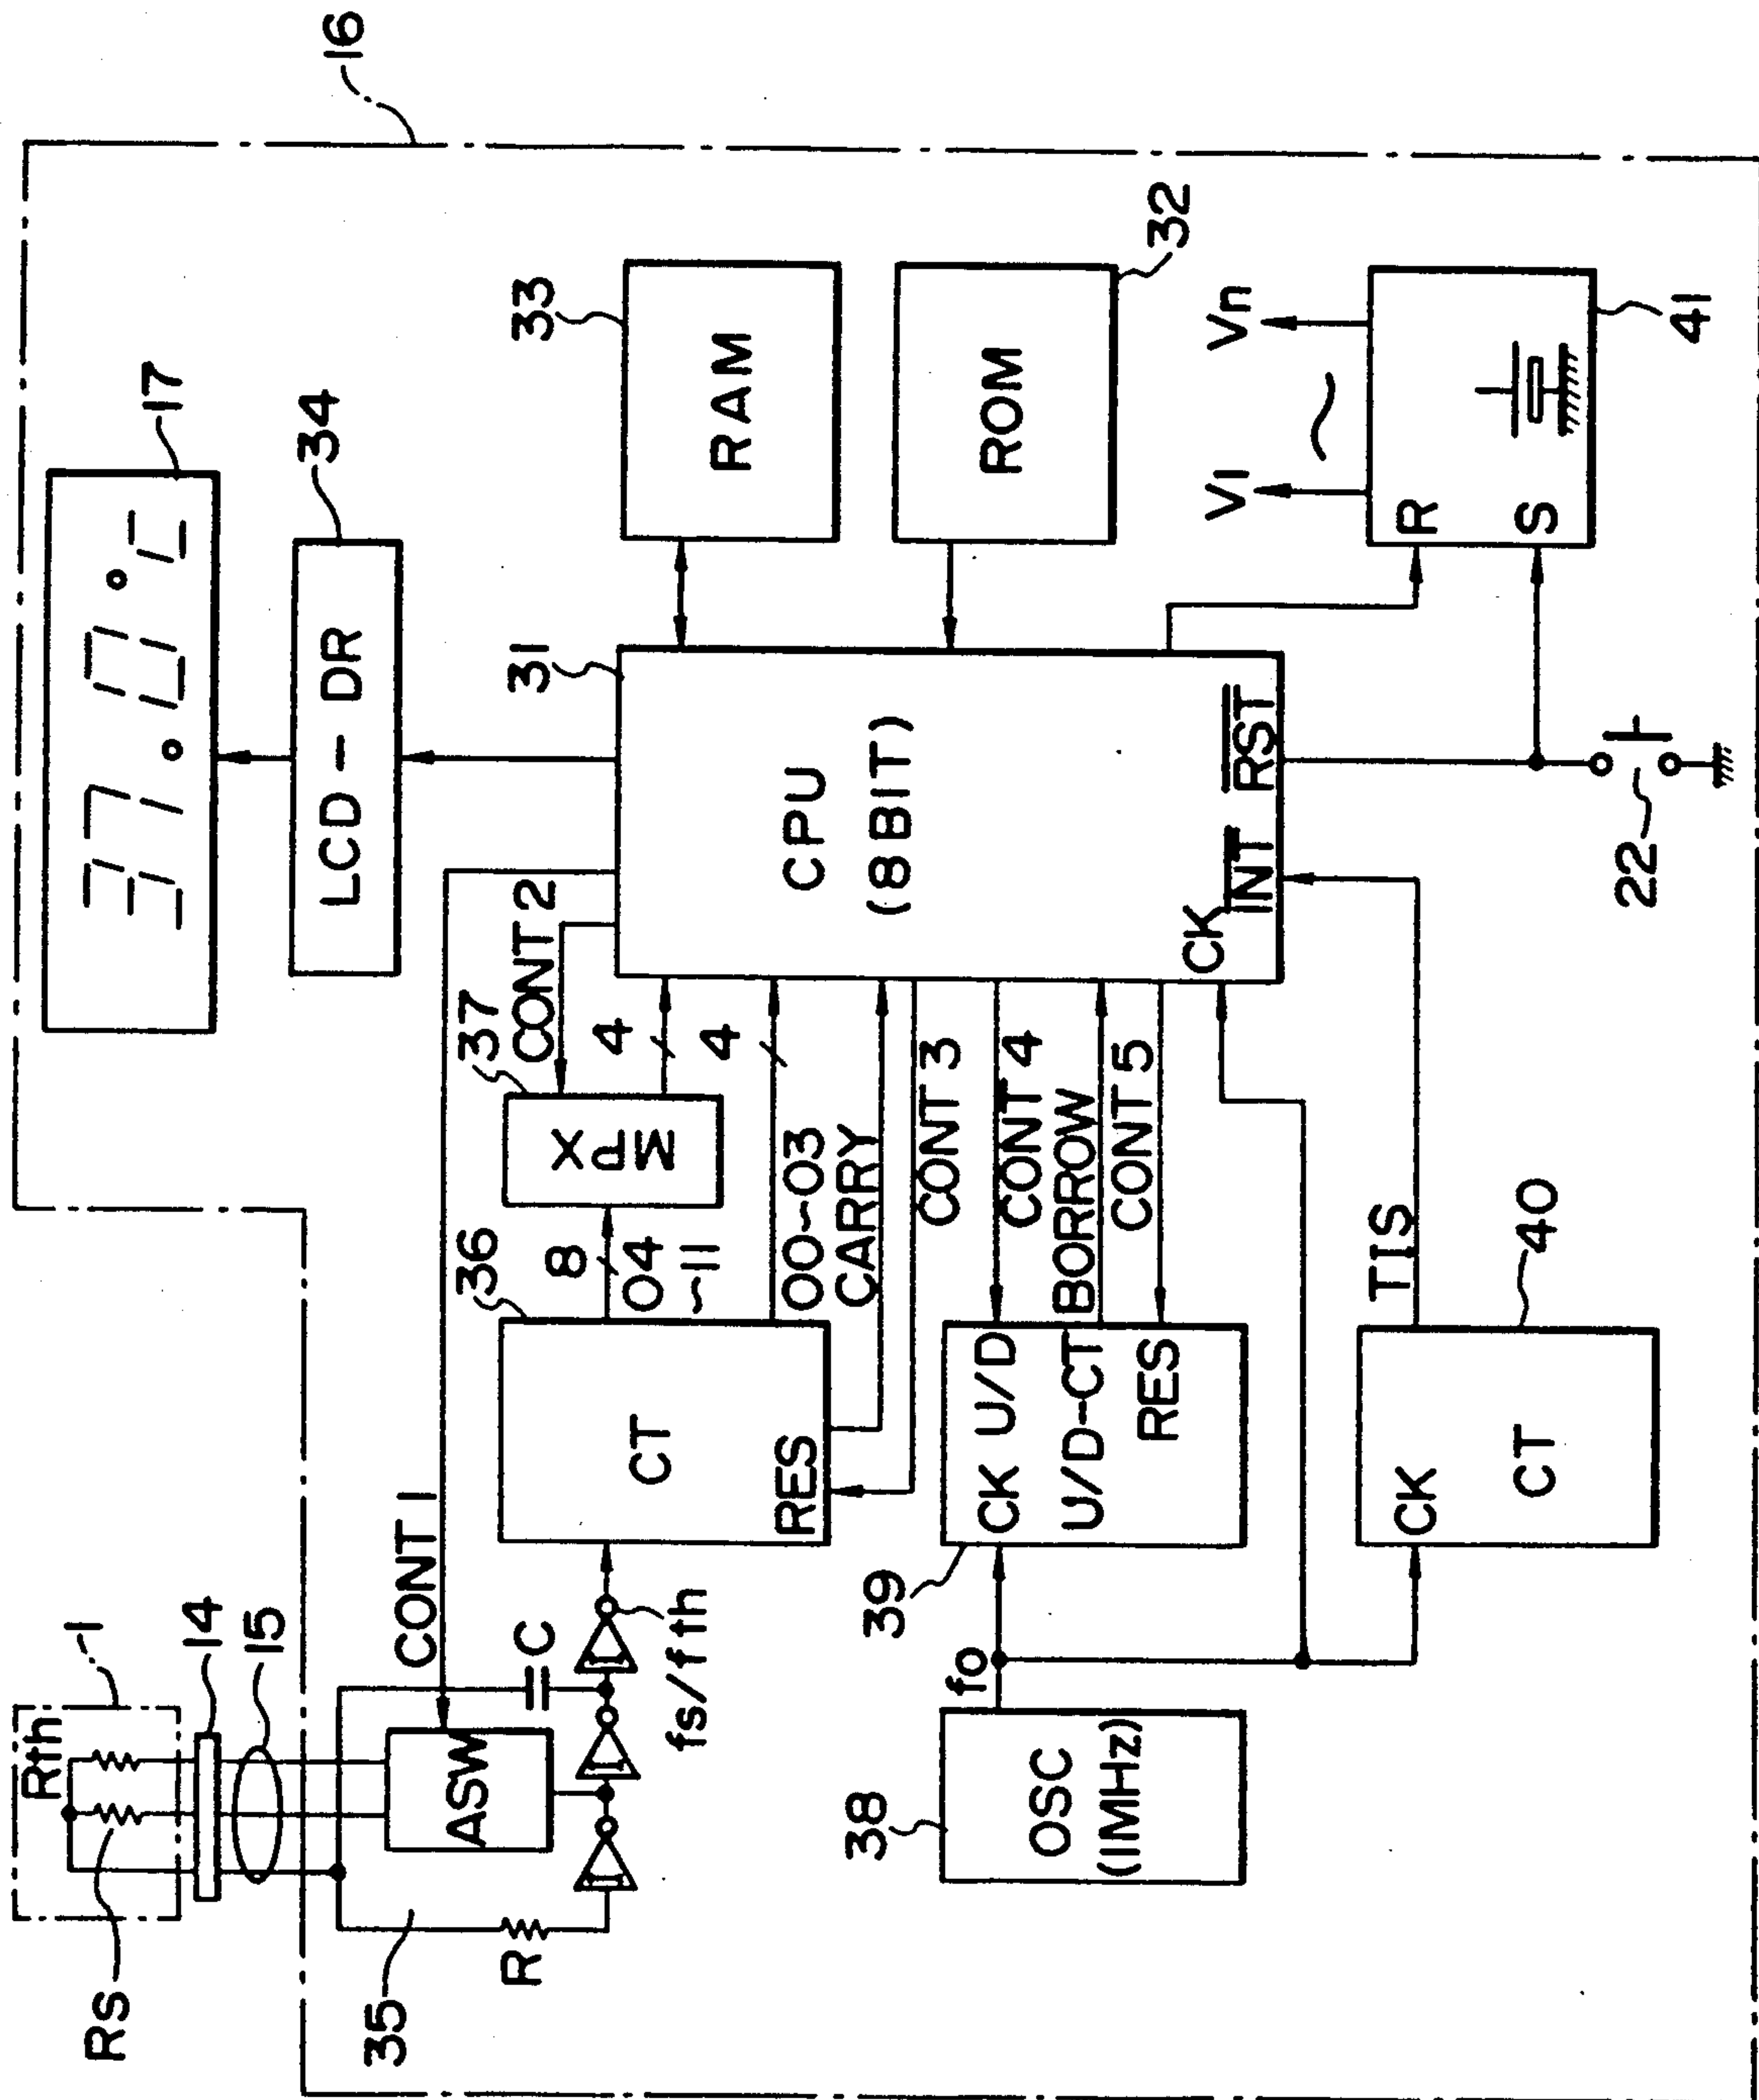 1
Rth
Rs
14
15
16
35
R
ASW
C
fs/fth
CONT 1
36
CT
RES
8
04
~11
37
MPX
CONT 2
4
4
00~03
CARRY
CONT 3
17
37.0°C
34
LCD-DR
31
CPU
(8BIT)
CK
INT
RST
33
RAM
32
ROM
38
OSC
(1MHz)
fo
39
CK U/D
U/D-CT
RES
CONT 4
BORROW
CONT 5
CK
CT
40
TIS
22
V1
~
Vn
R
S
41